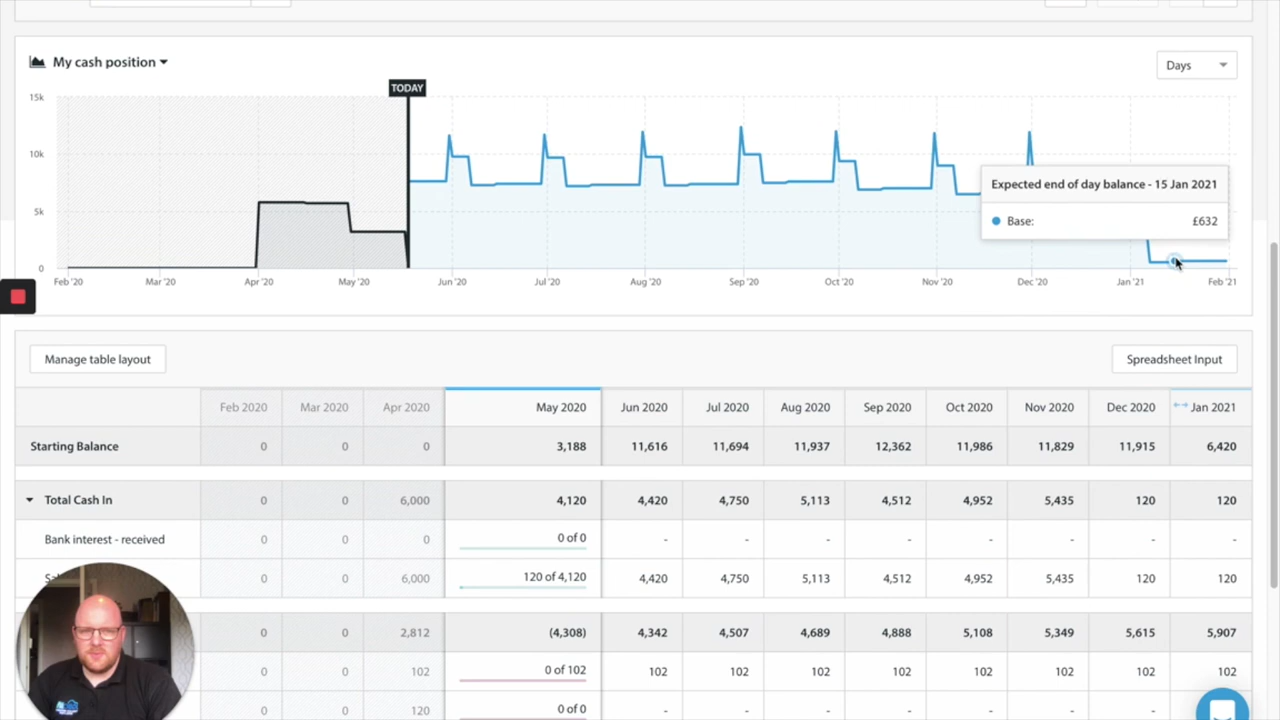 My cash position
Days
TODAY
15k
10k
5k
0
Expected end of day balance - 15 Jan 2021
Base: £632
Feb '20 Mar '20 Apr '20 May '20 Jun '20 Jul '20 Aug '20 Sep '20 Oct '20 Nov '20 Dec '20 Jan '21 Feb '21
Manage table layout Spreadsheet Input
Feb 2020 Mar 2020 Apr 2020 May 2020 Jun 2020 Jul 2020 Aug 2020 Sep 2020 Oct 2020 Nov 2020 Dec 2020 Jan 2021
Starting Balance 0 0 0 3,188 11,616 11,694 11,937 12,362 11,986 11,829 11,915 6,420
Total Cash In 0 0 6,000 4,120 4,420 4,750 5,113 4,512 4,952 5,435 120 120
Bank interest - received 0 0 0 0 of 0 - - - - - - - -
0 0 6,000 120 of 4,120 4,420 4,750 5,113 4,512 4,952 5,435 120 120
0 0 2,812 (4,308) 4,342 4,507 4,689 4,888 5,108 5,349 5,615 5,907
0 0 102 0 of 102 102 102 102 102 102 102 102 102
0 0 120 0 of 0 - - - - - - -